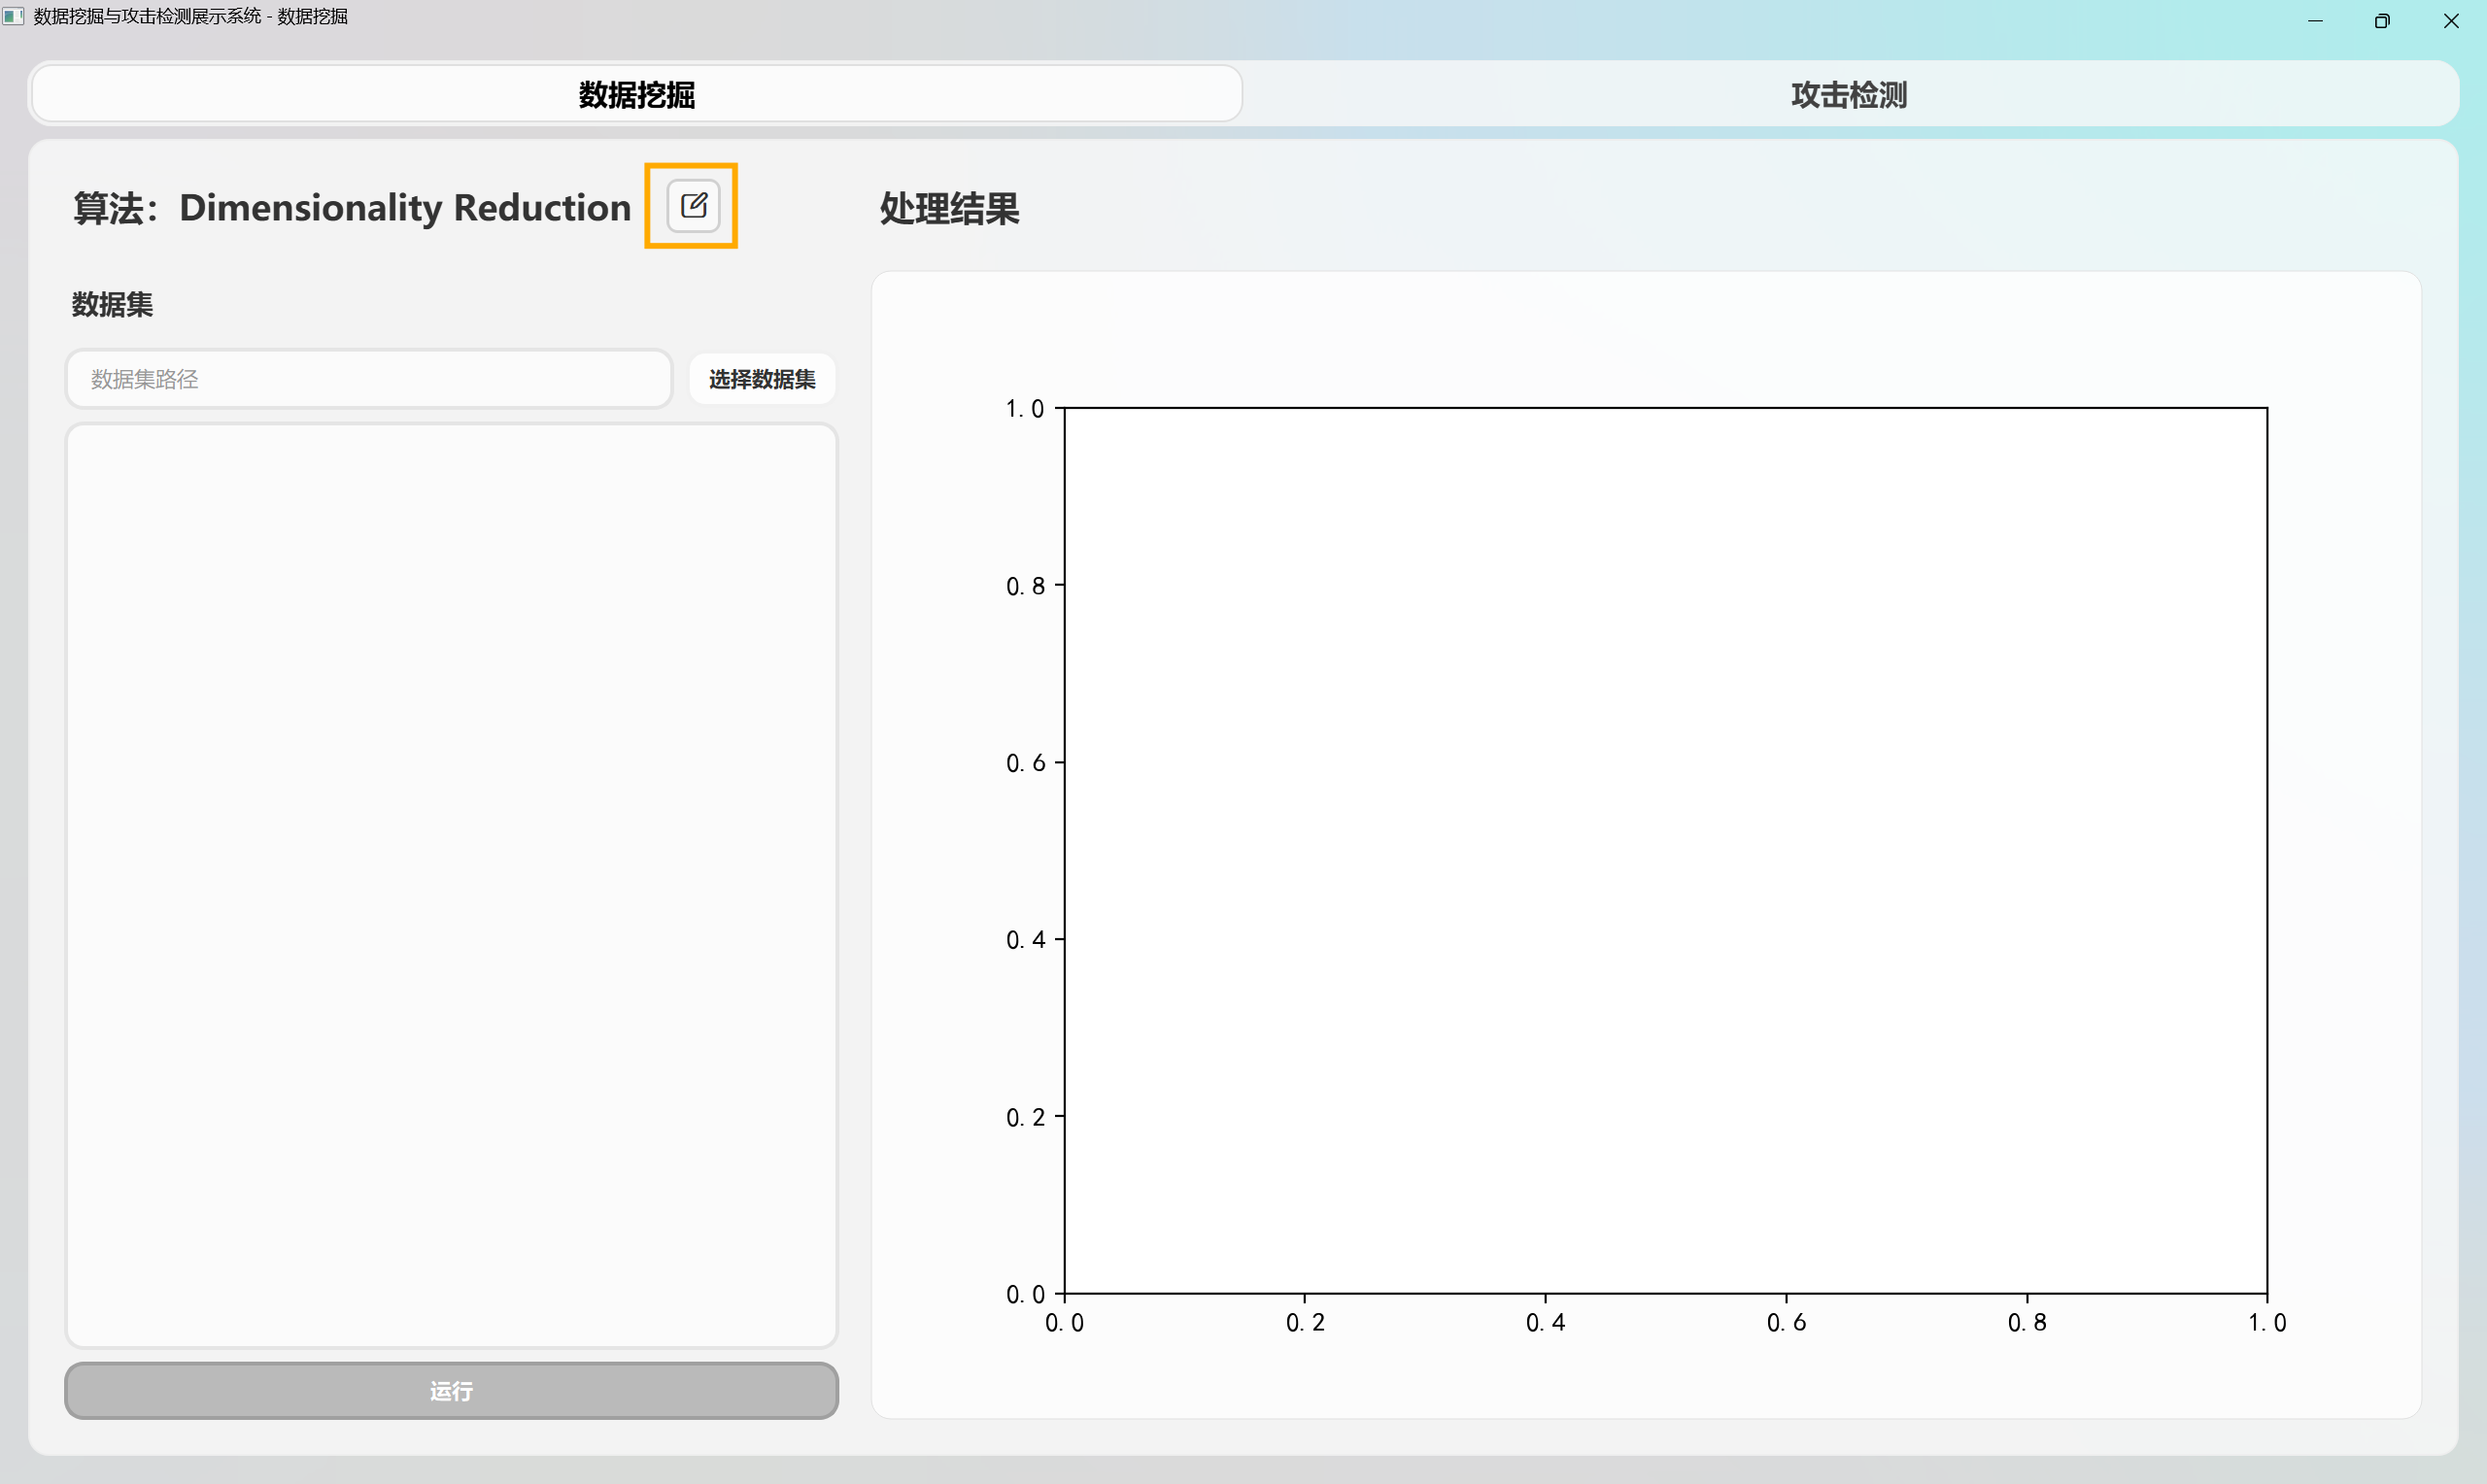 数据挖掘与攻击检测展示系统 - 数据挖掘
数据挖掘
攻击检测
算法：Dimensionality Reduction
处理结果
数据集
数据集路径
选择数据集
1.0
0.8
0.6
0.4
0.2
0.0
0.0 0.2 0.4 0.6 0.8 1.0
运行